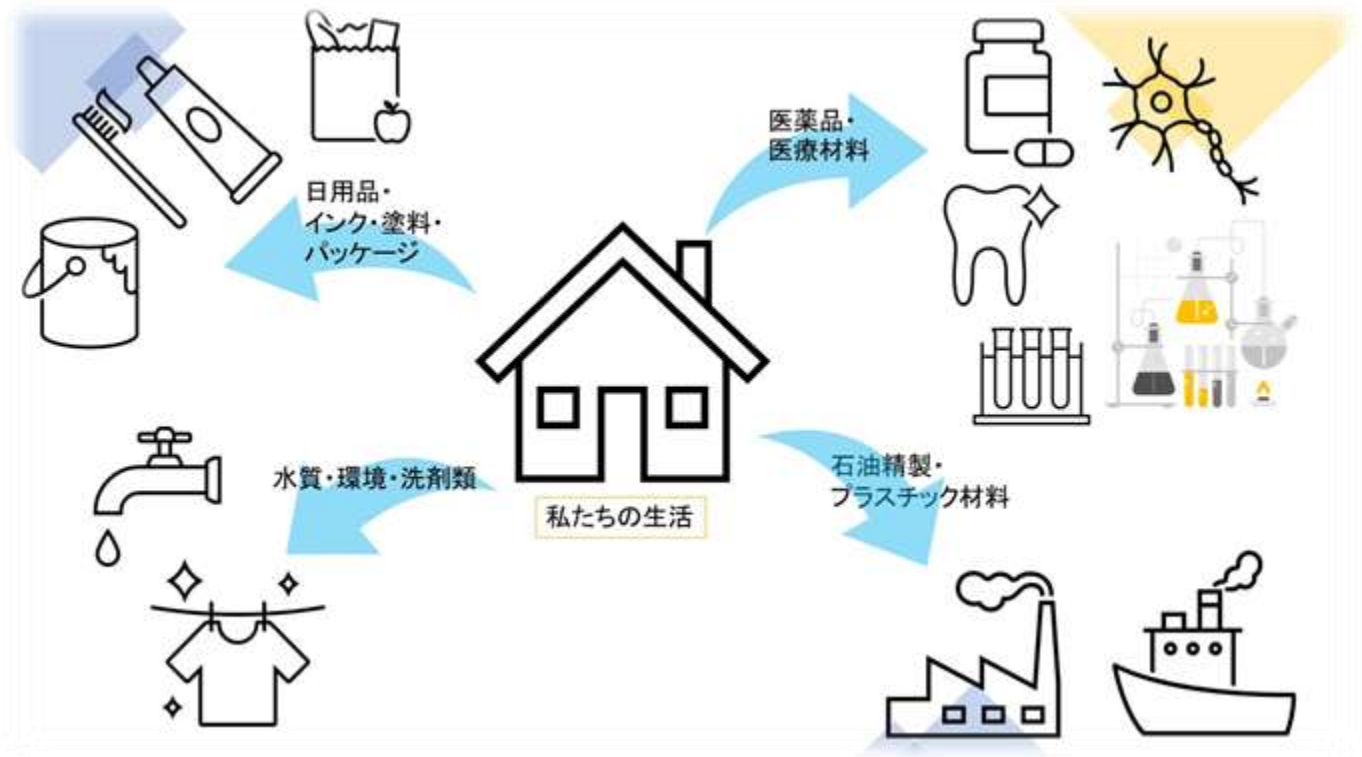 日用品・
インク・塗料・
パッケージ
医薬品・
医療材料
水質・環境・洗剤類
石油精製・
プラスチック材料
私たちの生活